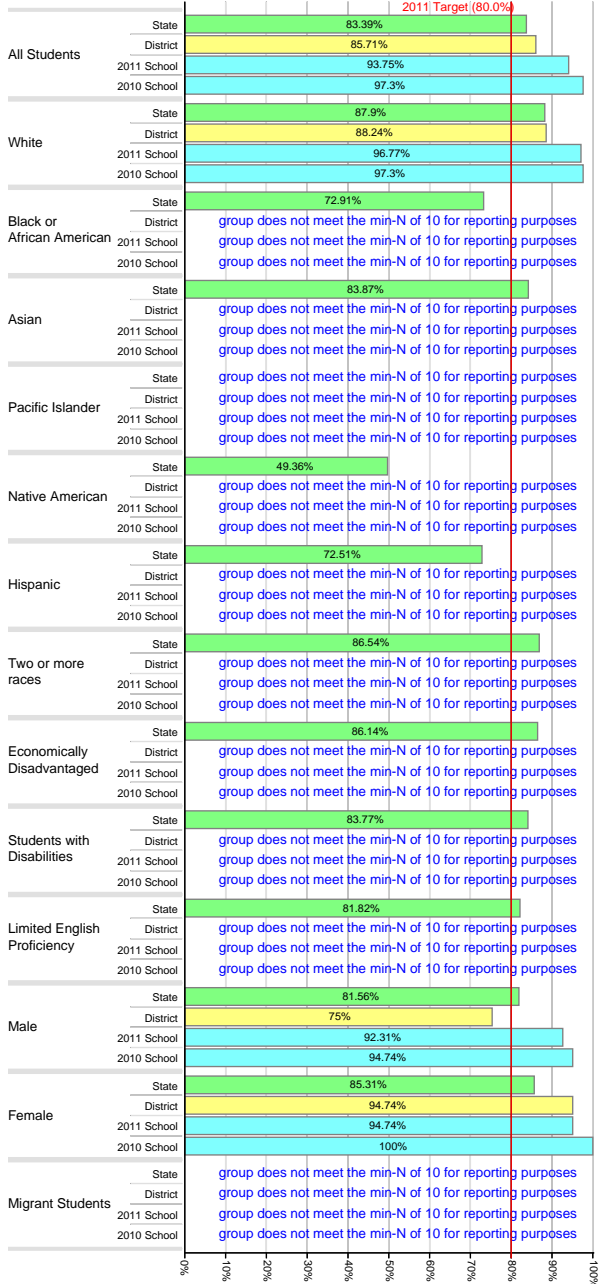 2011 Target (80.0%)
All Students
State 83.39%
District 85.71%
2011 School 93.75%
2010 School 97.3%
White
State 87.9%
District 88.24%
2011 School 96.77%
2010 School 97.3%
Black or
African American
State 72.91%
District group does not meet the min-N of 10 for reporting purposes
2011 School group does not meet the min-N of 10 for reporting purposes
2010 School group does not meet the min-N of 10 for reporting purposes
Asian
State 83.87%
District group does not meet the min-N of 10 for reporting purposes
2011 School group does not meet the min-N of 10 for reporting purposes
2010 School group does not meet the min-N of 10 for reporting purposes
Pacific Islander
State group does not meet the min-N of 10 for reporting purposes
District group does not meet the min-N of 10 for reporting purposes
2011 School group does not meet the min-N of 10 for reporting purposes
2010 School group does not meet the min-N of 10 for reporting purposes
Native American
State 49.36%
District group does not meet the min-N of 10 for reporting purposes
2011 School group does not meet the min-N of 10 for reporting purposes
2010 School group does not meet the min-N of 10 for reporting purposes
Hispanic
State 72.51%
District group does not meet the min-N of 10 for reporting purposes
2011 School group does not meet the min-N of 10 for reporting purposes
2010 School group does not meet the min-N of 10 for reporting purposes
Two or more
races
State 86.54%
District group does not meet the min-N of 10 for reporting purposes
2011 School group does not meet the min-N of 10 for reporting purposes
2010 School group does not meet the min-N of 10 for reporting purposes
Economically
Disadvantaged
State 86.14%
District group does not meet the min-N of 10 for reporting purposes
2011 School group does not meet the min-N of 10 for reporting purposes
2010 School group does not meet the min-N of 10 for reporting purposes
Students with
Disabilities
State 83.77%
District group does not meet the min-N of 10 for reporting purposes
2011 School group does not meet the min-N of 10 for reporting purposes
2010 School group does not meet the min-N of 10 for reporting purposes
Limited English
Proficiency
State 81.82%
District group does not meet the min-N of 10 for reporting purposes
2011 School group does not meet the min-N of 10 for reporting purposes
2010 School group does not meet the min-N of 10 for reporting purposes
Male
State 81.56%
District 75%
2011 School 92.31%
2010 School 94.74%
Female
State 85.31%
District 94.74%
2011 School 94.74%
2010 School 100%
Migrant Students
State group does not meet the min-N of 10 for reporting purposes
District group does not meet the min-N of 10 for reporting purposes
2011 School group does not meet the min-N of 10 for reporting purposes
2010 School group does not meet the min-N of 10 for reporting purposes
0% 10% 20% 30% 40% 50% 60% 70% 80% 90% 100%